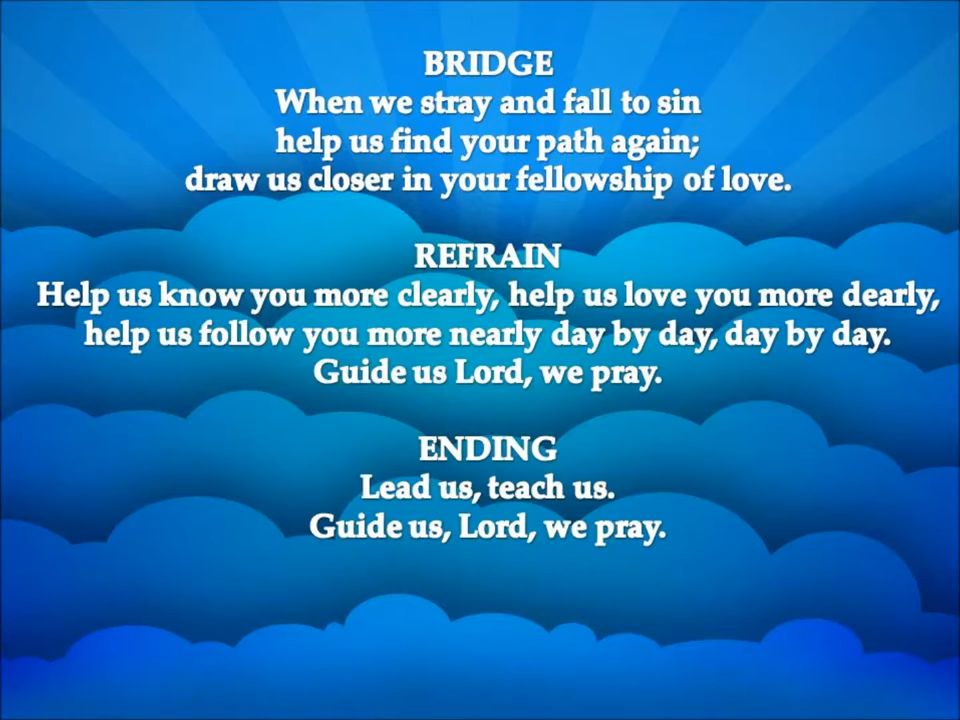 BRIDGE
When we stray and fall to sin
help us find your path again;
draw us closer in your fellowship of love.
REFRAIN
Help us know you more clearly, help us love you more dearly,
help us follow you more nearly day by day, day by day.
Guide us Lord, we pray.
ENDING
Lead us, teach us.
Guide us, Lord, we pray.